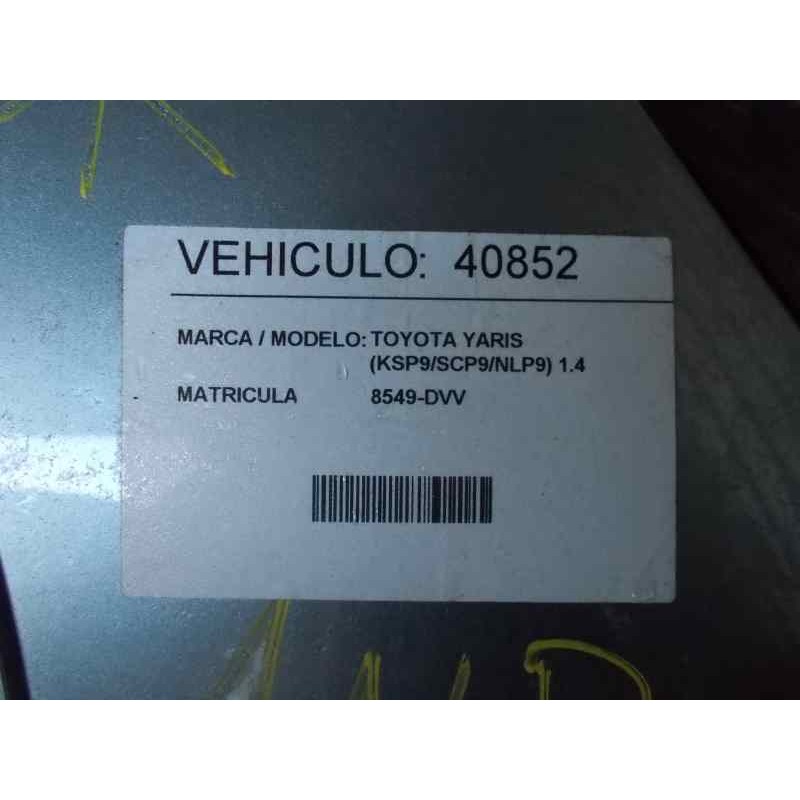 VEHICULO: 40852
MARCA / MODELO: TOYOTA YARIS
(KSP9/SCP9/NLP9) 1.4
MATRICULA 8549-DVV